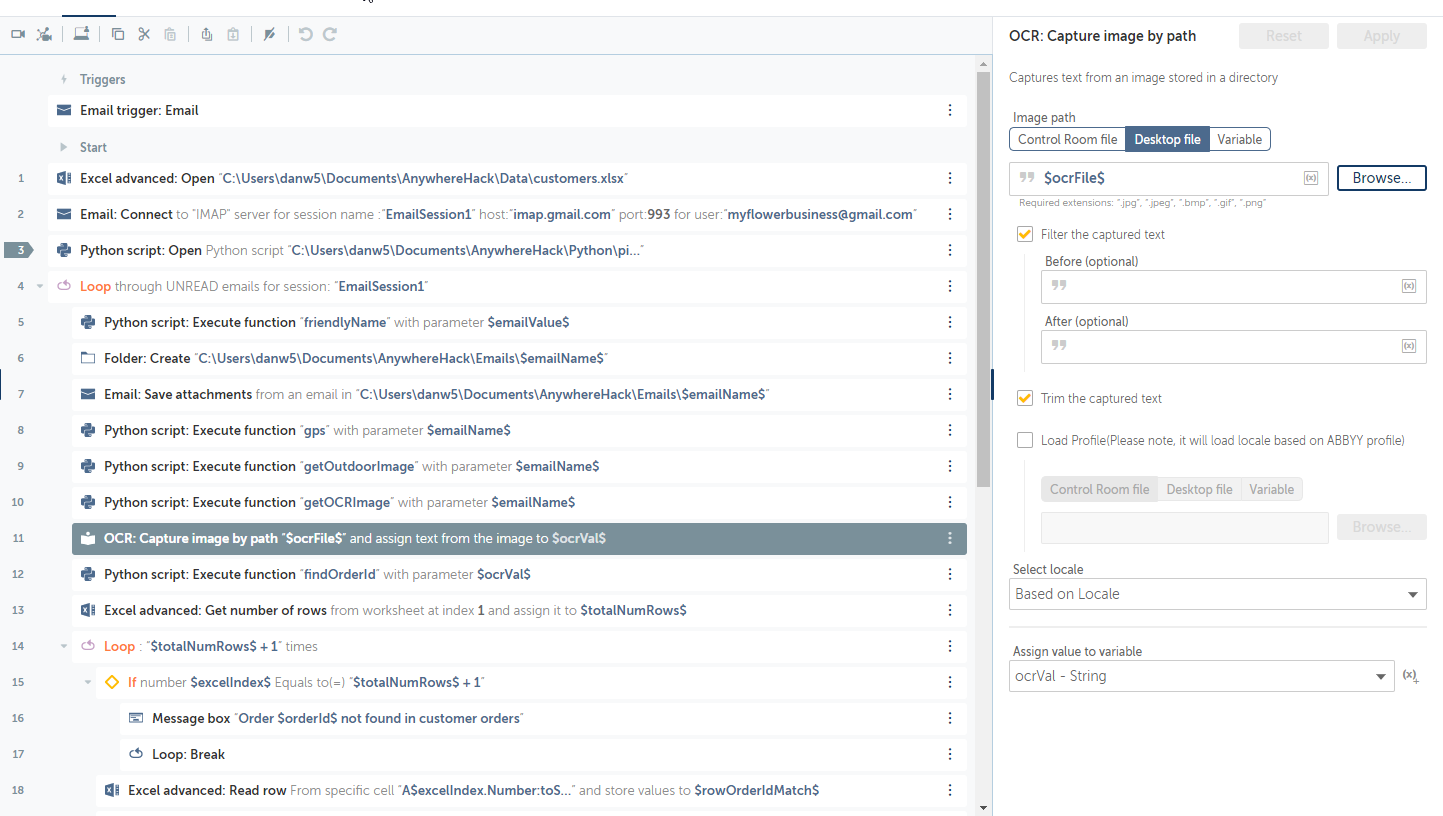 Triggers
Email trigger: Email
Start
1 Excel advanced: Open "C:\Users\danw5\Documents\AnywhereHack\Data\customers.xlsx"
2 Email: Connect to "IMAP" server for session name :"EmailSession1" host:"imap.gmail.com" port:993 for user:"myflowerbusiness@gmail.com"
3 Python script: Open Python script "C:\Users\danw5\Documents\AnywhereHack\Python\pi..."
4 Loop through UNREAD emails for session: "EmailSession1"
5 Python script: Execute function "friendlyName" with parameter $emailValue$
6 Folder: Create "C:\Users\danw5\Documents\AnywhereHack\Emails\$emailName$"
7 Email: Save attachments from an email in "C:\Users\danw5\Documents\AnywhereHack\Emails\$emailName$"
8 Python script: Execute function "gps" with parameter $emailName$
9 Python script: Execute function "getOutdoorImage" with parameter $emailName$
10 Python script: Execute function "getOCRImage" with parameter $emailName$
11 OCR: Capture image by path "$ocrFile$" and assign text from the image to $ocrVal$
12 Python script: Execute function "findOrderId" with parameter $ocrVal$
13 Excel advanced: Get number of rows from worksheet at index 1 and assign it to $totalNumRows$
14 Loop : "$totalNumRows$ + 1" times
15 If number $excelIndex$ Equals to(=) "$totalNumRows$ + 1"
16 Message box "Order $orderId$ not found in customer orders"
17 Loop: Break
18 Excel advanced: Read row From specific cell "A$excelIndex.Number:toS..." and store values to $rowOrderIdMatch$
OCR: Capture image by path Reset Apply
Captures text from an image stored in a directory
Image path
Control Room file Desktop file Variable
$ocrFile$ (x) Browse...
Required extensions: ".jpg", ".jpeg", ".bmp", ".gif", ".png"
Filter the captured text
Before (optional)
(x)
After (optional)
(x)
Trim the captured text
Load Profile(Please note, it will load locale based on ABBYY profile)
Control Room file Desktop file Variable
Browse...
Select locale
Based on Locale
Assign value to variable
ocrVal - String (x)+